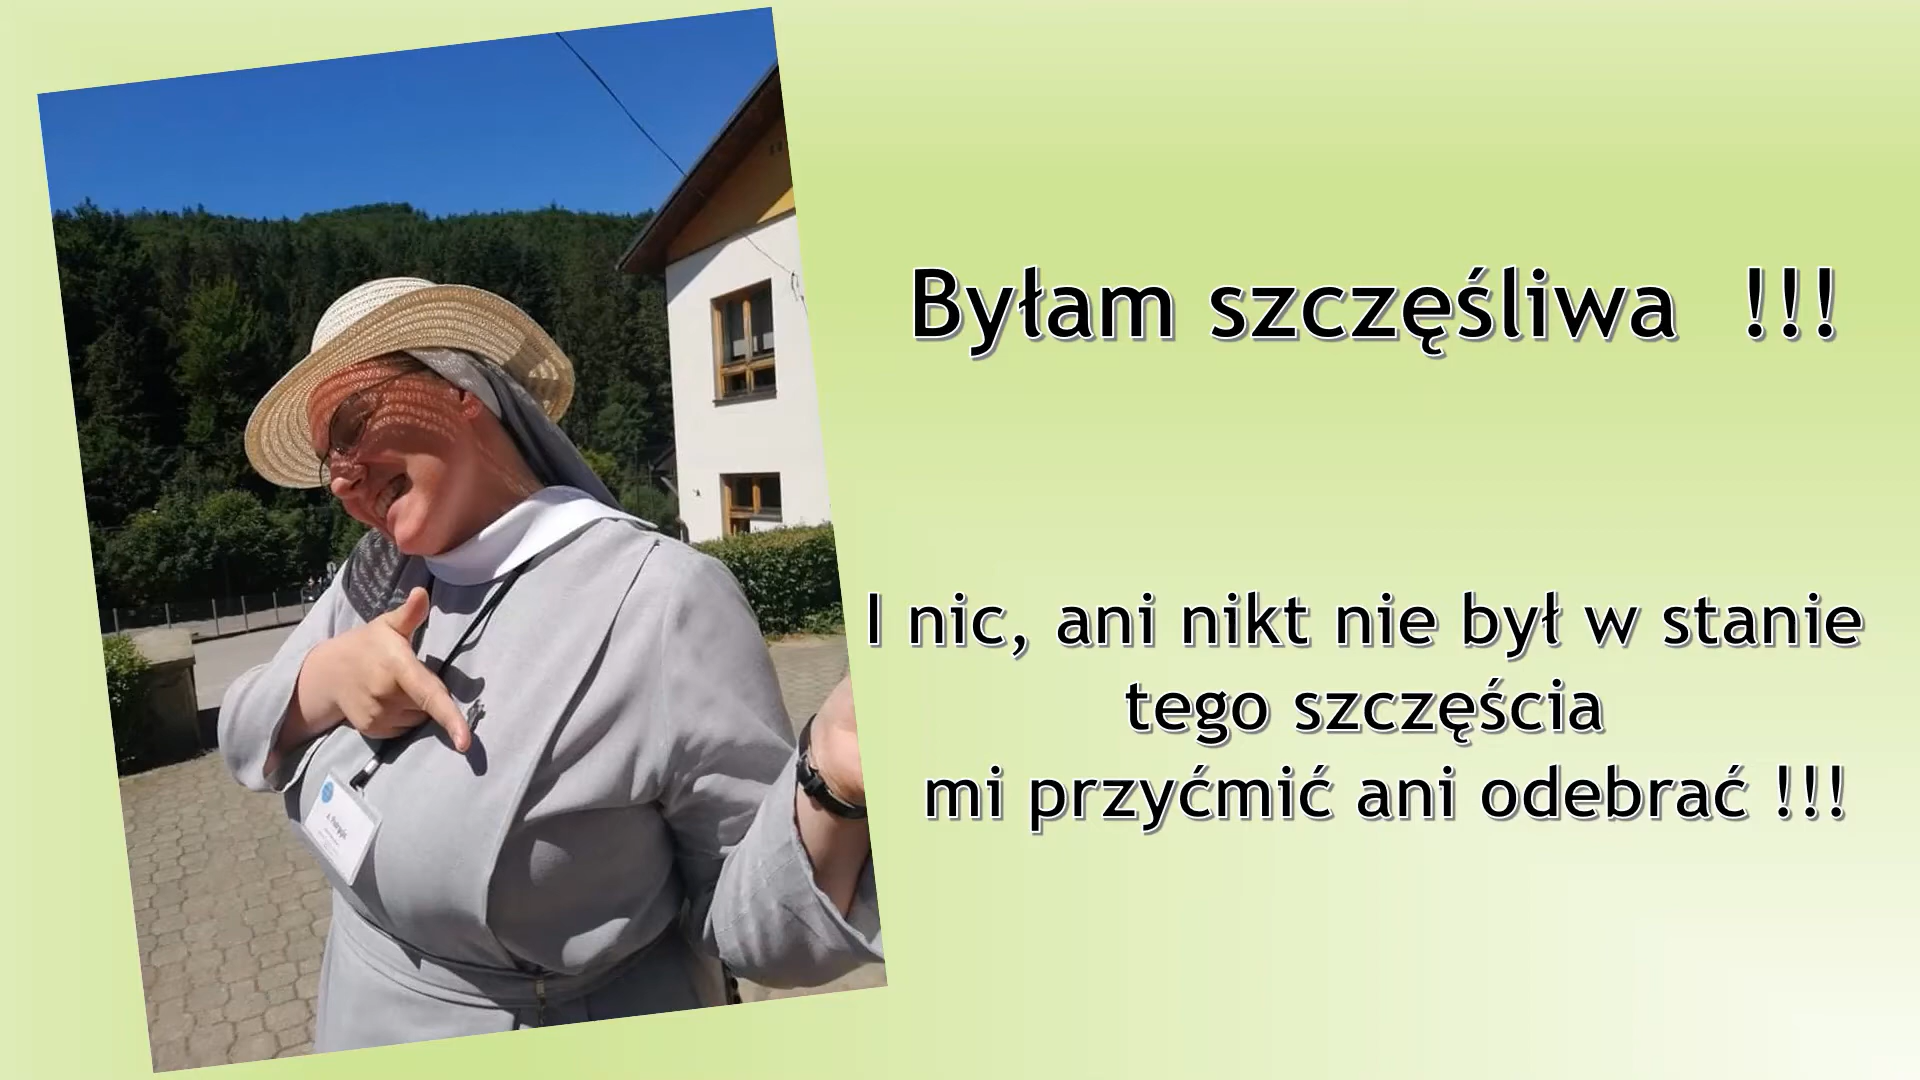 Byłam szczęśliwa !!!
I nic, ani nikt nie był w stanie
tego szczęścia
mi przyćmić ani odebrać !!!